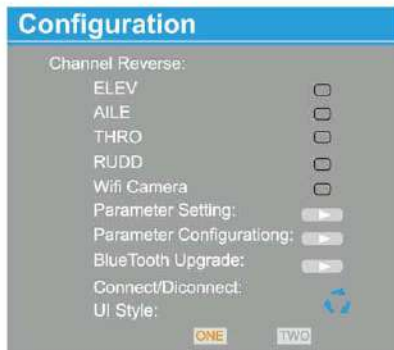 Configuration
Channel Reverse:
ELEV
AILE
THRO
RUDD
Wifi Camera
Parameter Setting:
Parameter Configurationg:
BlueTooth Upgrade:
Connect/Diconnect:
UI Style:
ONE TWO